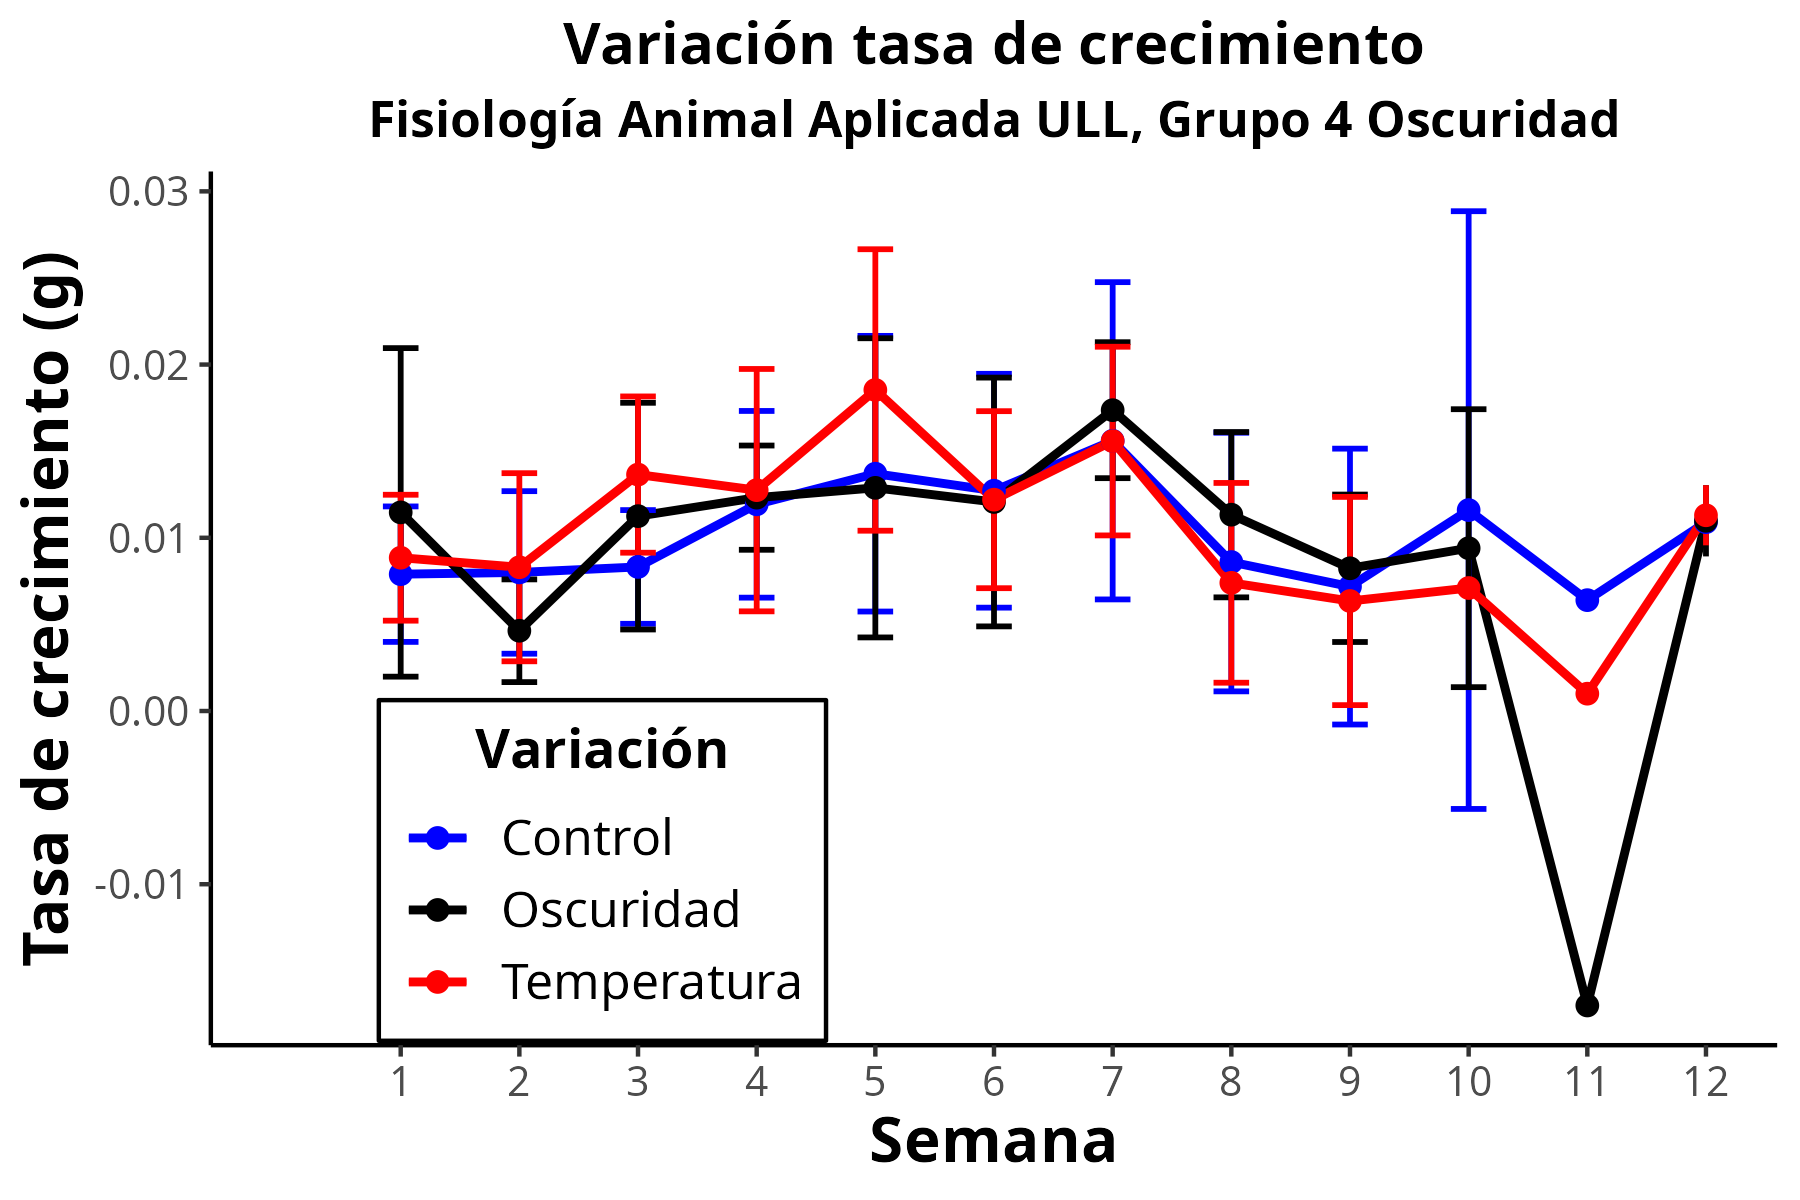 Variación tasa de crecimiento
Fisiología Animal Aplicada ULL, Grupo 4 Oscuridad
Tasa de crecimiento (g)
0.03
0.02
0.01
0.00
-0.01
Variación
Control
Oscuridad
Temperatura
1 2 3 4 5 6 7 8 9 10 11 12
Semana